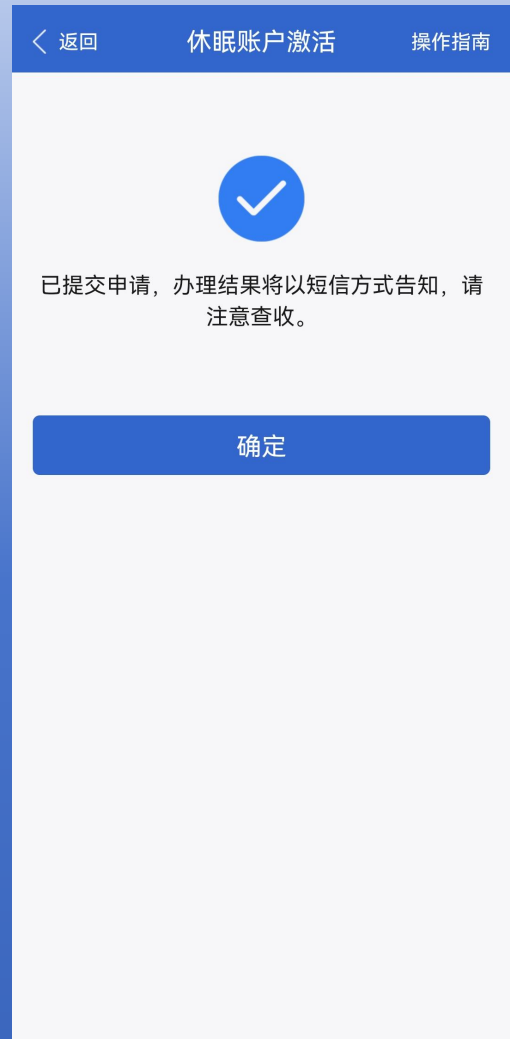 返回 休眠账户激活 操作指南
已提交申请，办理结果将以短信方式告知，请
注意查收。
确定